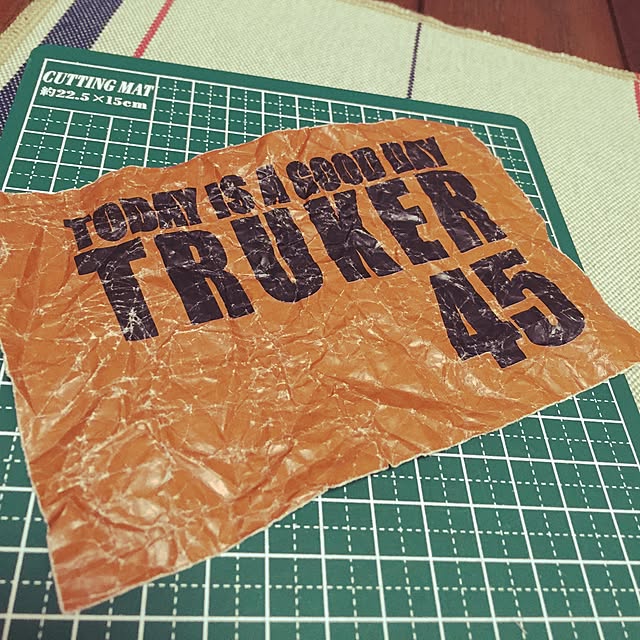 CUTTING MAT
約22.5×15cm
TODAY IS A GOOD DAY
TRUKER
45